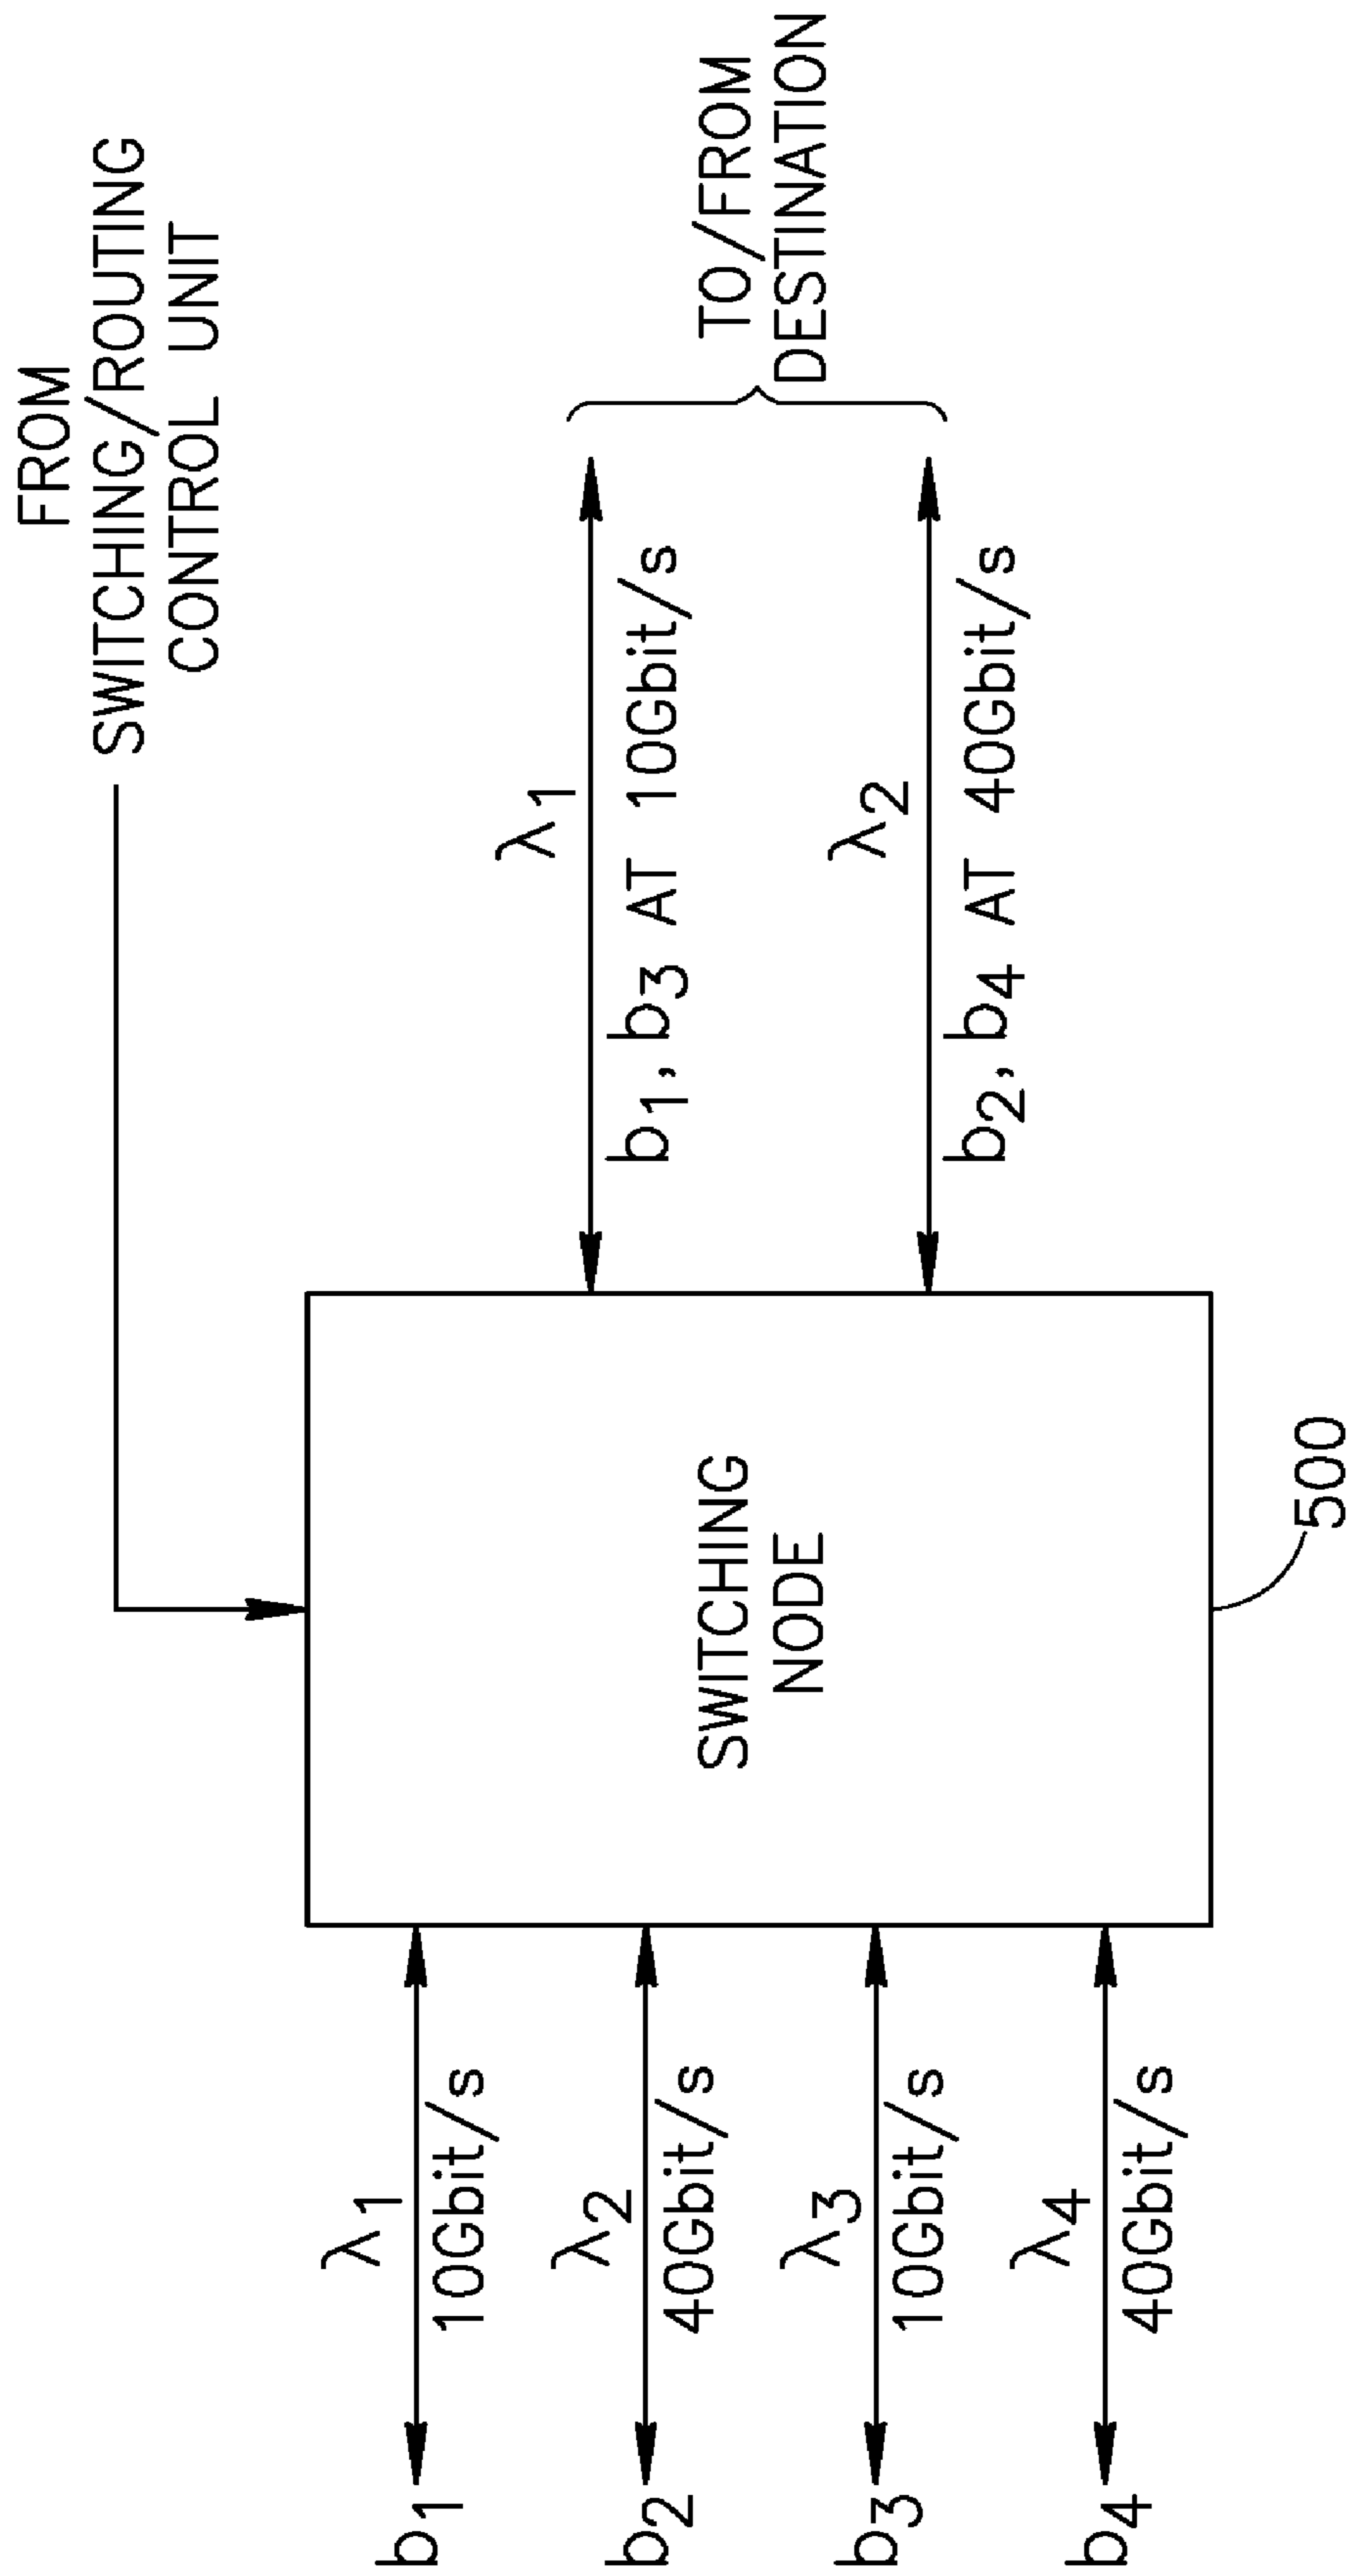 FROM
SWITCHING/ROUTING
CONTROL UNIT
b1
λ1
10Gbit/s
b2
λ2
40Gbit/s
b3
λ3
10Gbit/s
b4
λ4
40Gbit/s
SWITCHING
NODE
500
λ1
b1, b3 AT 10Gbit/s
λ2
b2, b4 AT 40Gbit/s
TO/FROM
DESTINATION